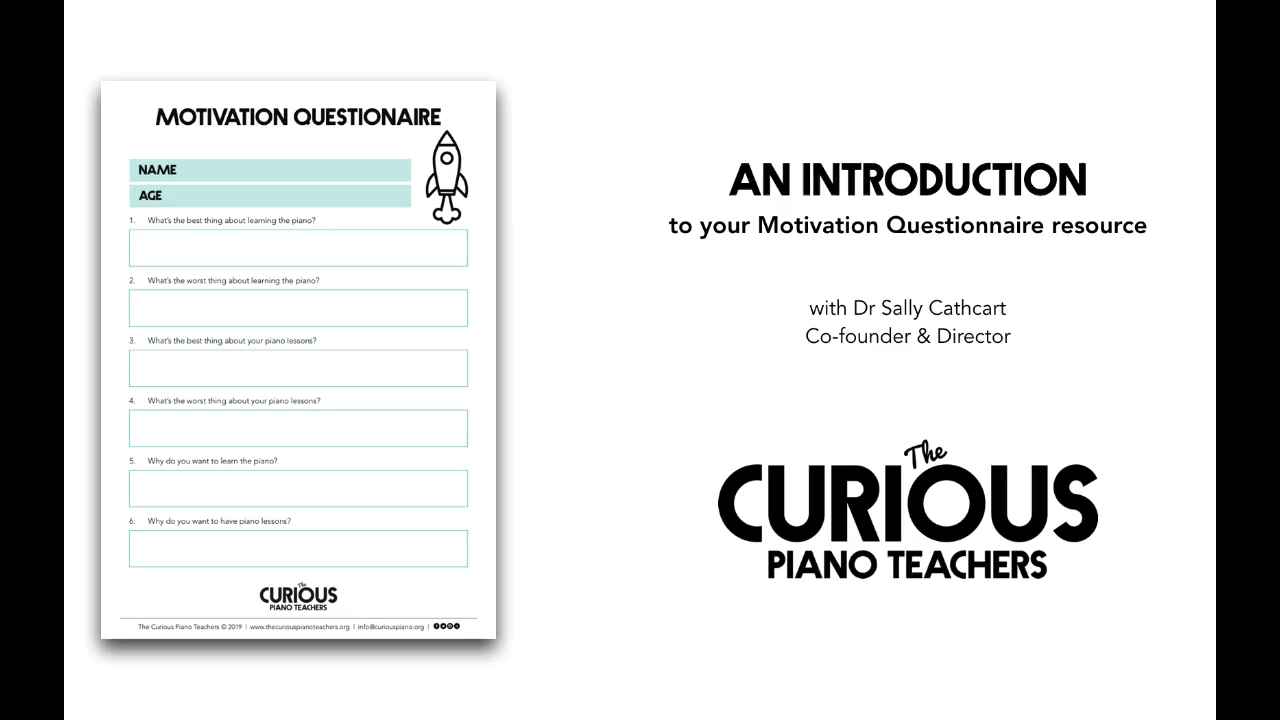 MOTIVATION QUESTIONAIRE
NAME
AGE
1. What's the best thing about learning the piano?
2. What's the worst thing about learning the piano?
3. What's the best thing about your piano lessons?
4. What's the worst thing about your piano lessons?
5. Why do you want to learn the piano?
6. Why do you want to have piano lessons?
The
CURIOUS
PIANO TEACHERS
The Curious Piano Teachers © 2019 | www.thecuriouspianoteachers.org | info@curiouspiano.org |
AN INTRODUCTION
to your Motivation Questionnaire resource
with Dr Sally Cathcart
Co-founder & Director
The
CURIOUS
PIANO TEACHERS